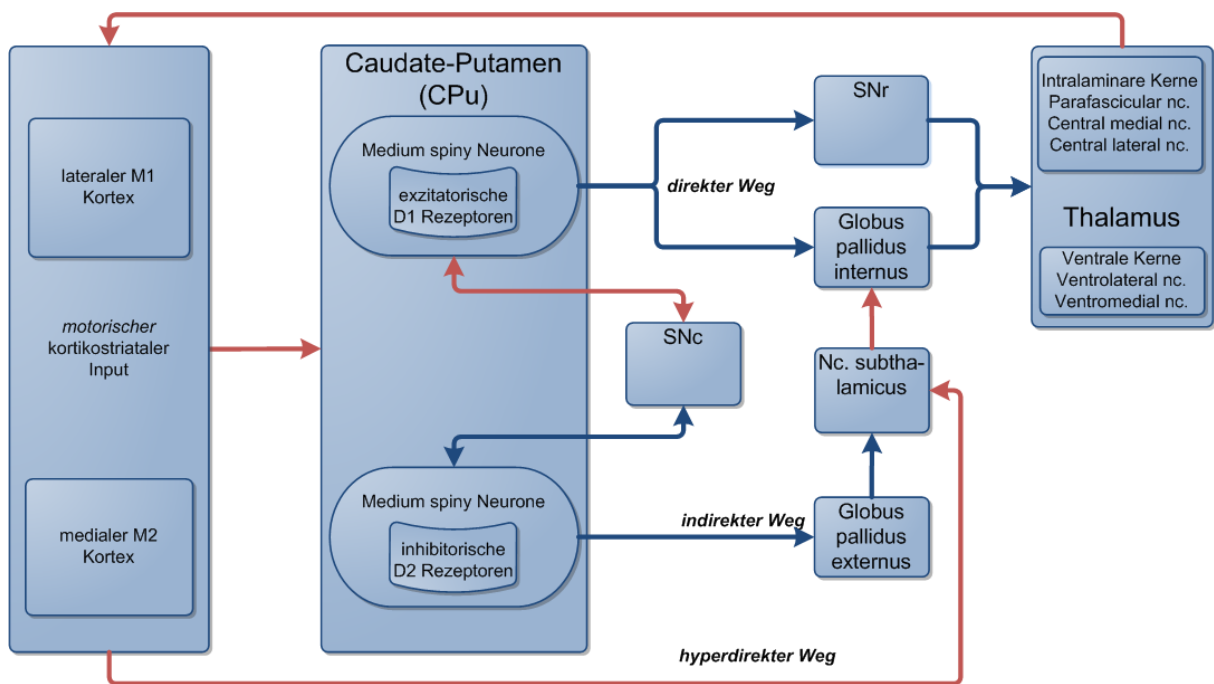 lateraler M1
Kortex
motorischer
kortikostriataler
Input
medialer M2
Kortex
Caudate-Putamen
(CPu)
Medium spiny Neurone
exzitatorische
D1 Rezeptoren
Medium spiny Neurone
inhibitorische
D2 Rezeptoren
direkter Weg
SNc
indirekter Weg
hyperdirekter Weg
SNr
Globus
pallidus
internus
Nc. subtha-
lamicus
Globus
pallidus
externus
Intralaminare Kerne
Parafascicular nc.
Central medial nc.
Central lateral nc.
Thalamus
Ventrale Kerne
Ventrolateral nc.
Ventromedial nc.